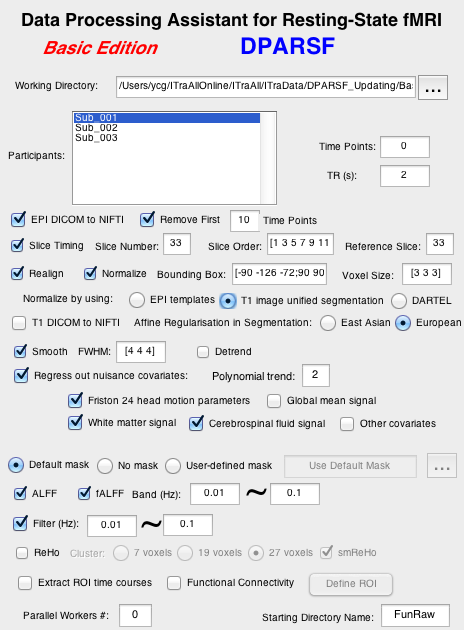 Data Processing Assistant for Resting-State fMRI
Basic Edition DPARSF
Working Directory: /Users/ycg/ITraAllOnline/ITraAll/ITraData/DPARSF_Updating/Ba: ...
Sub_001
Sub_002
Sub_003
Participants:
Time Points: 0
TR (s): 2
EPI DICOM to NIFTI Remove First 10 Time Points
Slice Timing Slice Number: 33 Slice Order: [1 3 5 7 9 11 Reference Slice: 33
Realign Normalize Bounding Box: [-90 -126 -72;90 90 Voxel Size: [3 3 3]
Normalize by using: EPI templates T1 image unified segmentation DARTEL
T1 DICOM to NIFTI Affine Regularisation in Segmentation: East Asian European
Smooth FWHM: [4 4 4] Detrend
Regress out nuisance covariates: Polynomial trend: 2
Friston 24 head motion parameters Global mean signal
White matter signal Cerebrospinal fluid signal Other covariates
Default mask No mask User-defined mask Use Default Mask ...
ALFF fALFF Band (Hz): 0.01 ~ 0.1
Filter (Hz): 0.01 ~ 0.1
ReHo Cluster: 7 voxels 19 voxels 27 voxels smReHo
Extract ROI time courses Functional Connectivity Define ROI
Parallel Workers #: 0 Starting Directory Name: FunRaw